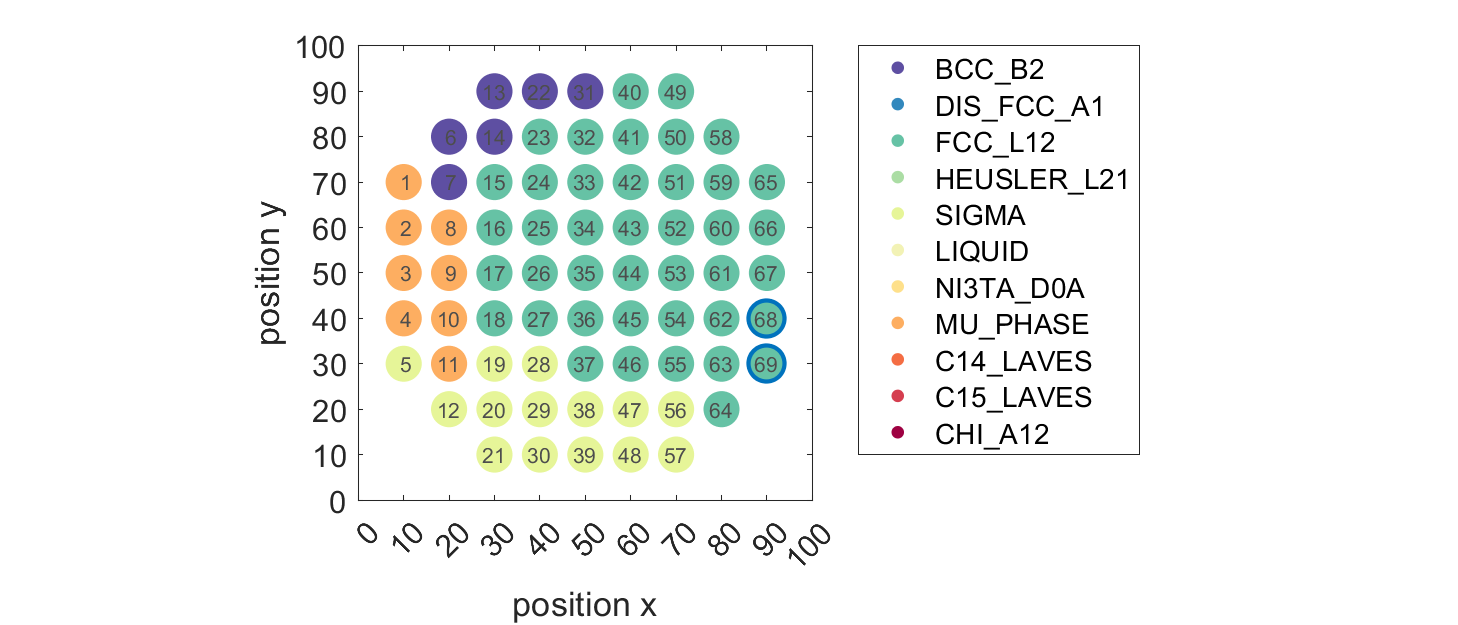 100
90
80
70
60
50
40
30
20
10
0
13 22 31 40 49
6 14 23 32 41 50 58
1 7 15 24 33 42 51 59 65
2 8 16 25 34 43 52 60 66
3 9 17 26 35 44 53 61 67
4 10 18 27 36 45 54 62 68
5 11 19 28 37 46 55 63 69
12 20 29 38 47 56 64
21 30 39 48 57
0 10 20 30 40 50 60 70 80 90 100
position x
position y
BCC_B2
DIS_FCC_A1
FCC_L12
HEUSLER_L21
SIGMA
LIQUID
NI3TA_D0A
MU_PHASE
C14_LAVES
C15_LAVES
CHI_A12